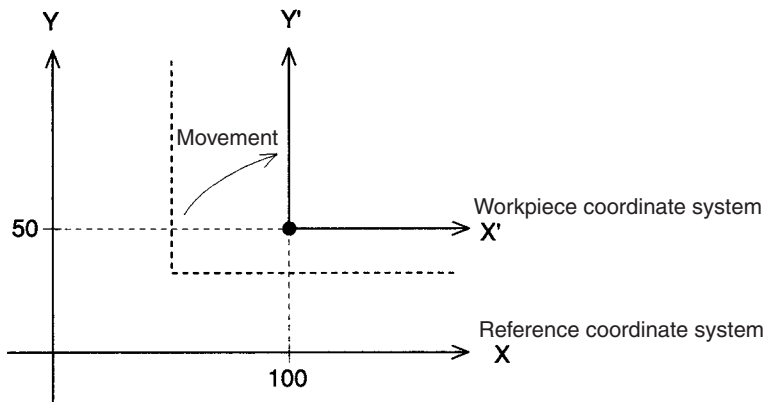 Y
Y'
Movement
50
Workpiece coordinate system
X'
Reference coordinate system
X
100